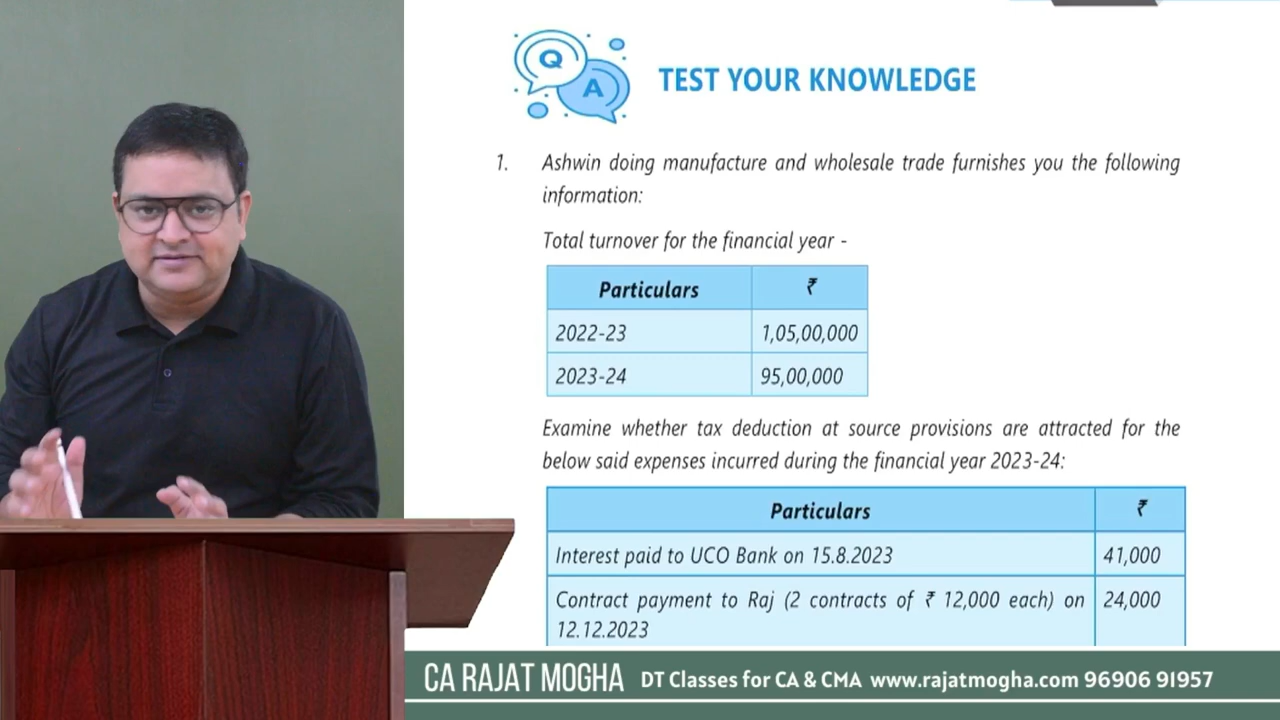 Q
A
TEST YOUR KNOWLEDGE
1. Ashwin doing manufacture and wholesale trade furnishes you the following
information:
Total turnover for the financial year -
Particulars ₹
2022-23 1,05,00,000
2023-24 95,00,000
Examine whether tax deduction at source provisions are attracted for the
below said expenses incurred during the financial year 2023-24:
Particulars ₹
Interest paid to UCO Bank on 15.8.2023 41,000
Contract payment to Raj (2 contracts of ₹ 12,000 each) on 24,000
12.12.2023
CA RAJAT MOGHA DT Classes for CA & CMA www.rajatmogha.com 96906 91957